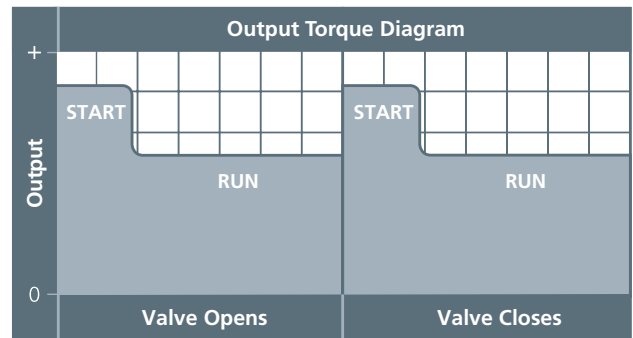 Output Torque Diagram
+
START
START
Output
RUN
RUN
0
Valve Opens
Valve Closes